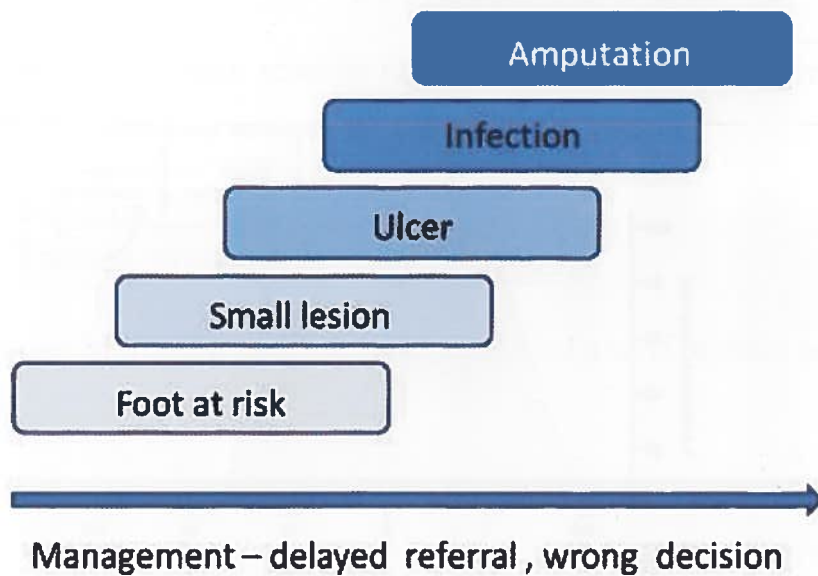 Amputation
Infection
Ulcer
Small lesion
Foot at risk
Management – delayed referral , wrong decision